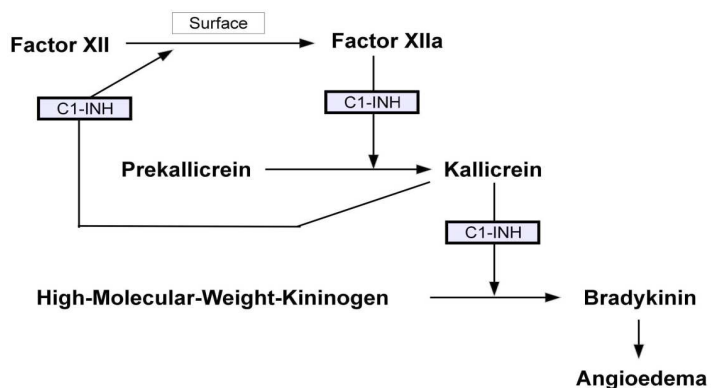 Surface
Factor XII
Factor XIIa
C1-INH
C1-INH
Prekallicrein
Kallicrein
C1-INH
High-Molecular-Weight-Kininogen
Bradykinin
Angioedema